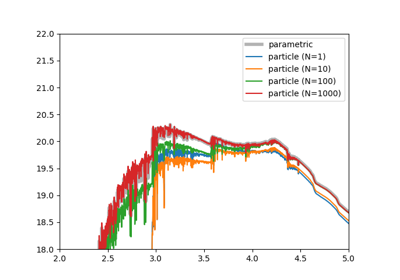 22.0
21.5
21.0
20.5
20.0
19.5
19.0
18.5
18.0
2.0 2.5 3.0 3.5 4.0 4.5 5.0
parametric
particle (N=1)
particle (N=10)
particle (N=100)
particle (N=1000)